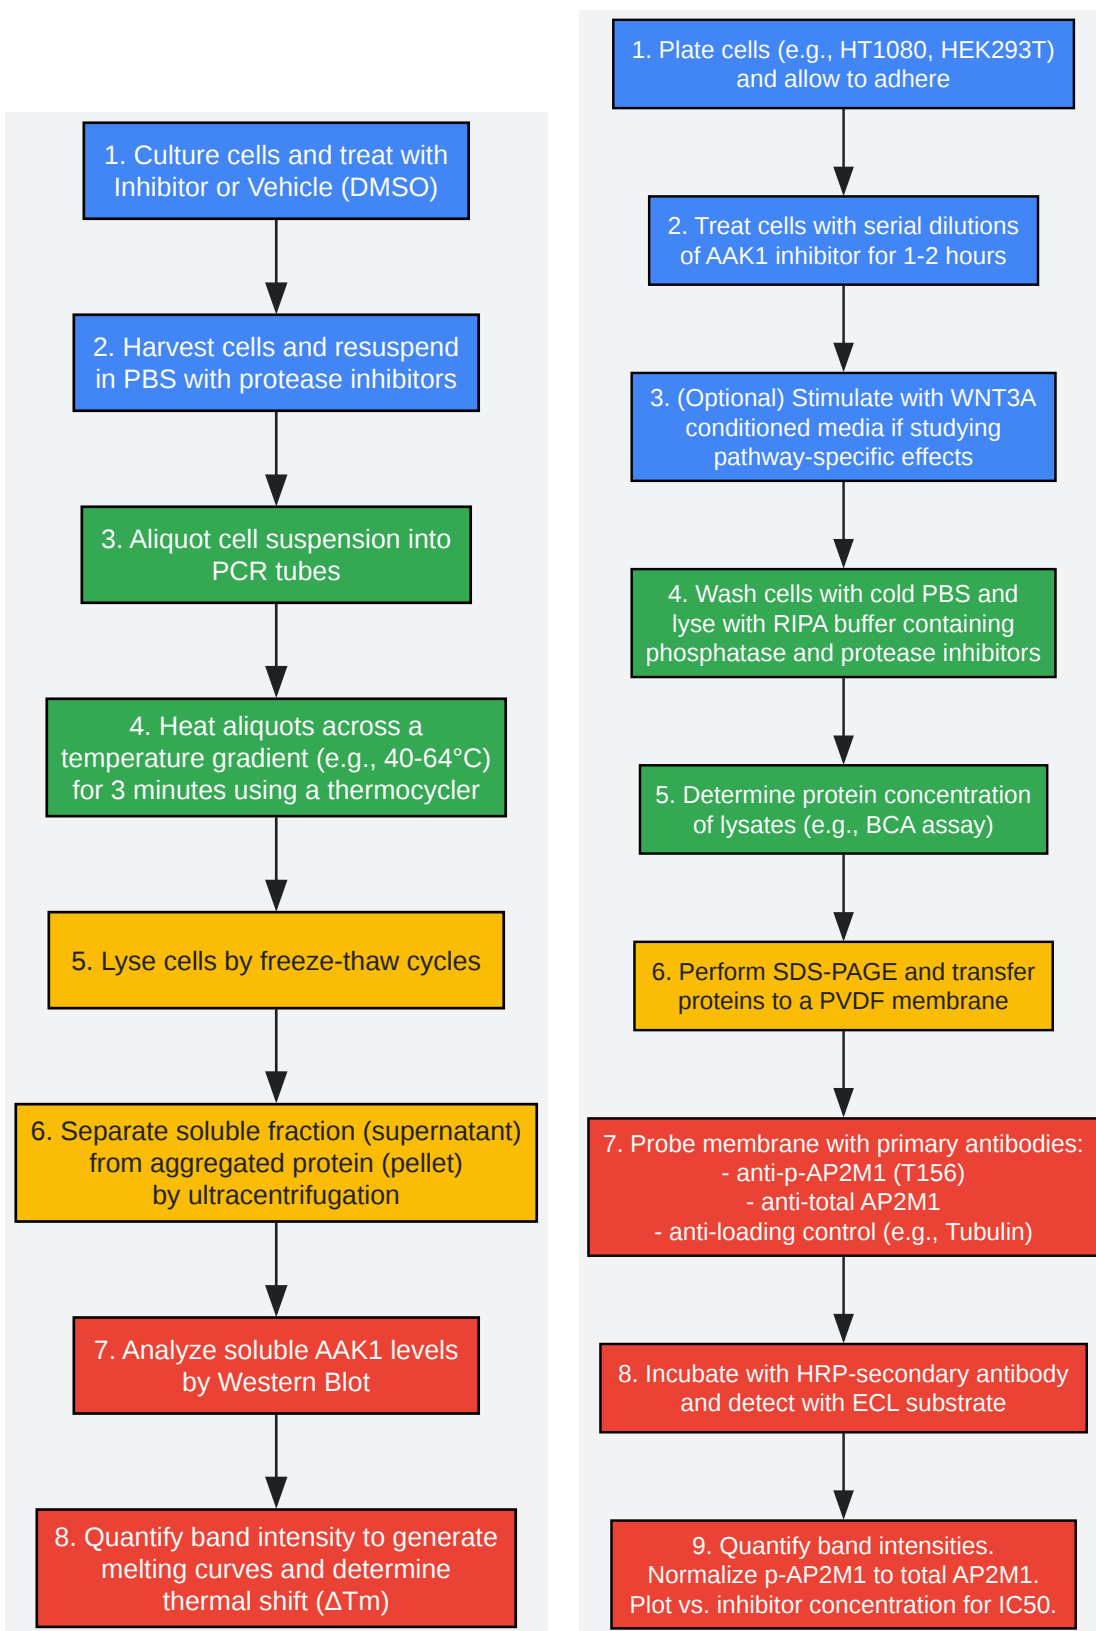 1. Culture cells and treat with
Inhibitor or Vehicle (DMSO)
2. Harvest cells and resuspend
in PBS with protease inhibitors
3. Aliquot cell suspension into
PCR tubes
4. Heat aliquots across a
temperature gradient (e.g., 40-64°C)
for 3 minutes using a thermocycler
5. Lyse cells by freeze-thaw cycles
6. Separate soluble fraction (supernatant)
from aggregated protein (pellet)
by ultracentrifugation
7. Analyze soluble AAK1 levels
by Western Blot
8. Quantify band intensity to generate
melting curves and determine
thermal shift (ΔTm)
1. Plate cells (e.g., HT1080, HEK293T)
and allow to adhere
2. Treat cells with serial dilutions
of AAK1 inhibitor for 1-2 hours
3. (Optional) Stimulate with WNT3A
conditioned media if studying
pathway-specific effects
4. Wash cells with cold PBS and
lyse with RIPA buffer containing
phosphatase and protease inhibitors
5. Determine protein concentration
of lysates (e.g., BCA assay)
6. Perform SDS-PAGE and transfer
proteins to a PVDF membrane
7. Probe membrane with primary antibodies:
- anti-p-AP2M1 (T156)
- anti-total AP2M1
- anti-loading control (e.g., Tubulin)
8. Incubate with HRP-secondary antibody
and detect with ECL substrate
9. Quantify band intensities.
Normalize p-AP2M1 to total AP2M1.
Plot vs. inhibitor concentration for IC50.